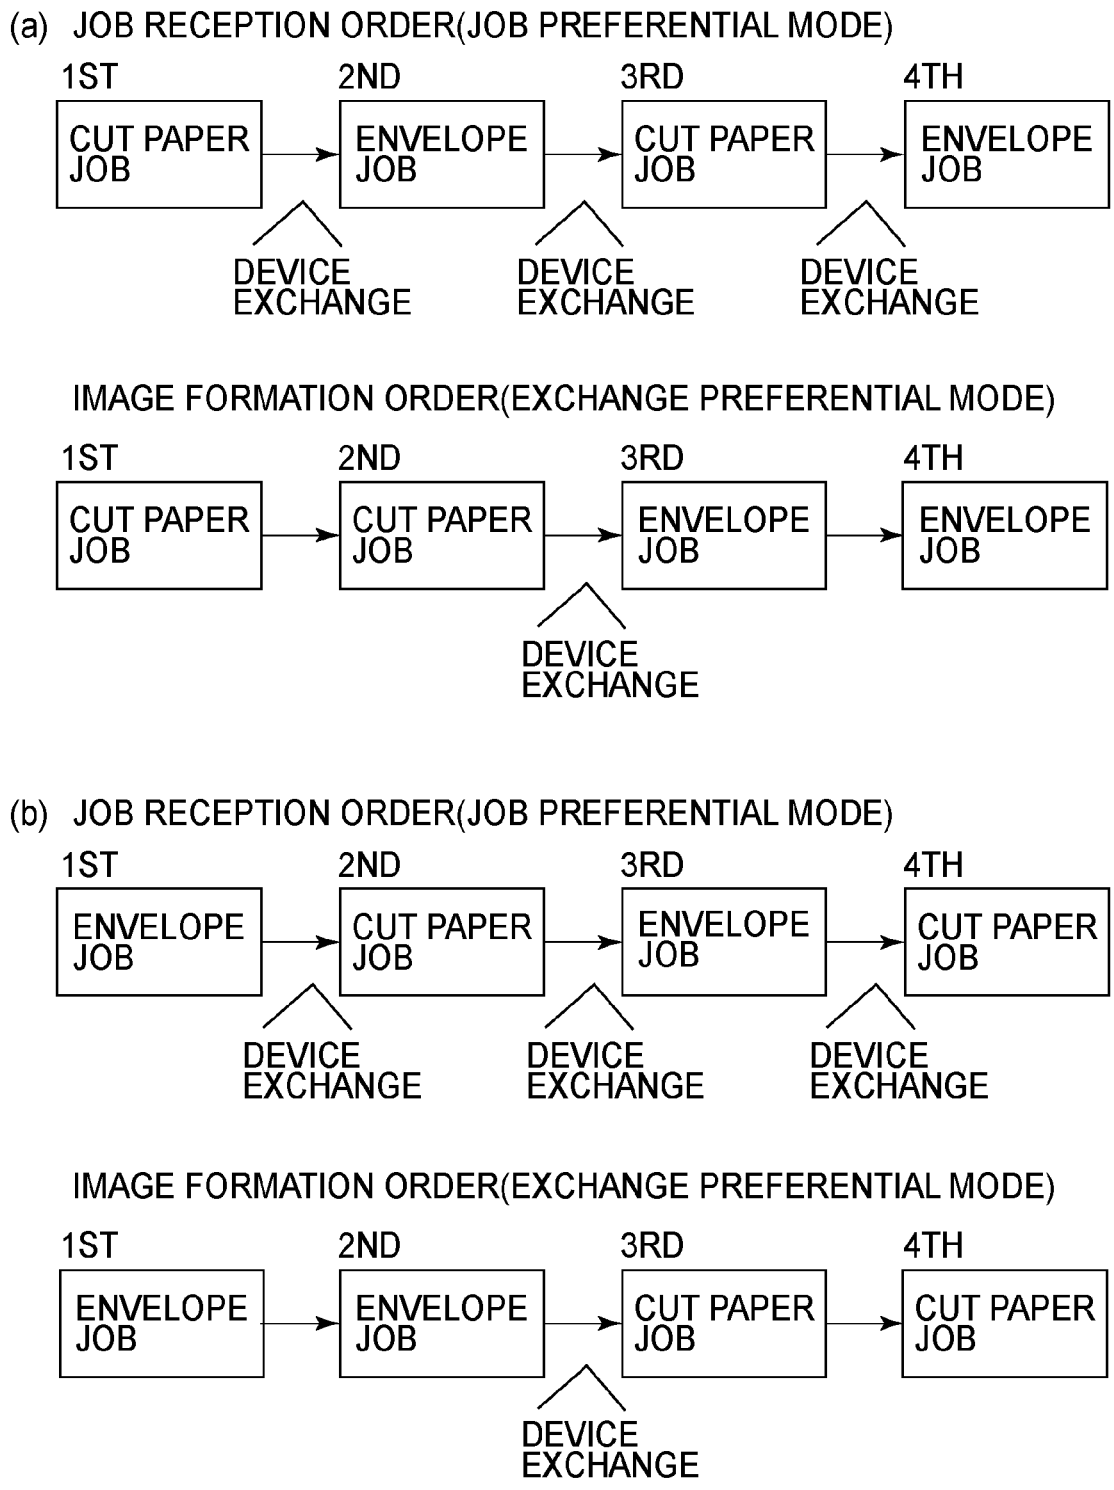 (a) JOB RECEPTION ORDER(JOB PREFERENTIAL MODE)
1ST 2ND 3RD 4TH
CUT PAPER ENVELOPE CUT PAPER ENVELOPE
JOB JOB JOB JOB
DEVICE DEVICE DEVICE
EXCHANGE EXCHANGE EXCHANGE
IMAGE FORMATION ORDER(EXCHANGE PREFERENTIAL MODE)
1ST 2ND 3RD 4TH
CUT PAPER CUT PAPER ENVELOPE ENVELOPE
JOB JOB JOB JOB
DEVICE
EXCHANGE
(b) JOB RECEPTION ORDER(JOB PREFERENTIAL MODE)
1ST 2ND 3RD 4TH
ENVELOPE CUT PAPER ENVELOPE CUT PAPER
JOB JOB JOB JOB
DEVICE DEVICE DEVICE
EXCHANGE EXCHANGE EXCHANGE
IMAGE FORMATION ORDER(EXCHANGE PREFERENTIAL MODE)
1ST 2ND 3RD 4TH
ENVELOPE ENVELOPE CUT PAPER CUT PAPER
JOB JOB JOB JOB
DEVICE
EXCHANGE